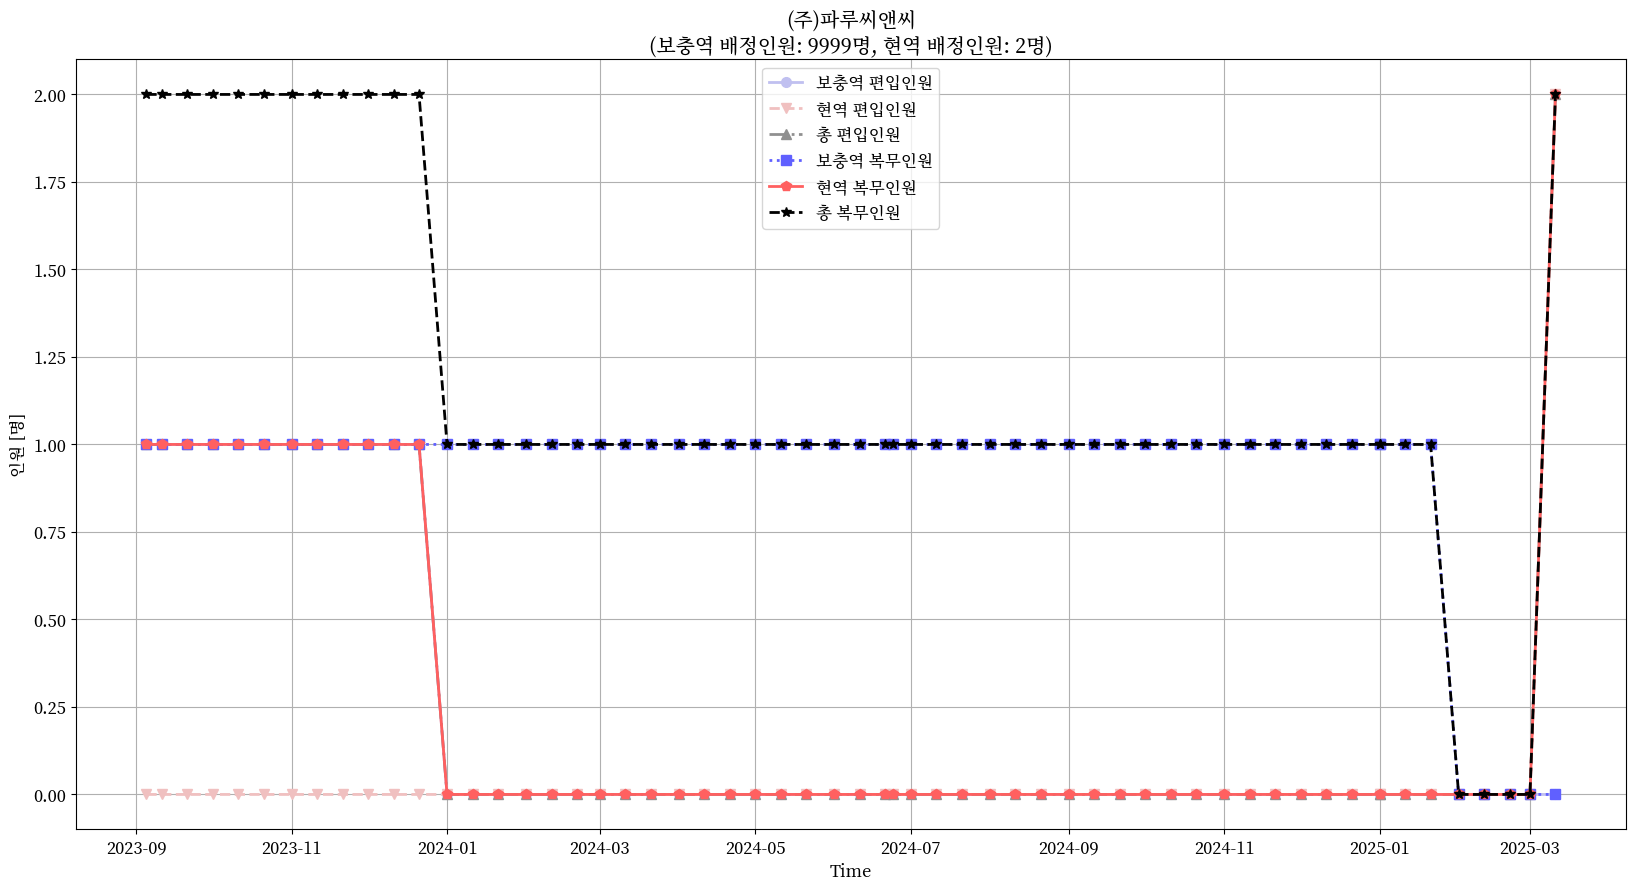 (주)파루씨앤씨
(보충역 배정인원: 9999명, 현역 배정인원: 2명)
보충역 편입인원
현역 편입인원
총 편입인원
보충역 복무인원
현역 복무인원
총 복무인원
인원 [명]
2.00
1.75
1.50
1.25
1.00
0.75
0.50
0.25
0.00
2023-09 2023-11 2024-01 2024-03 2024-05 2024-07 2024-09 2024-11 2025-01 2025-03
Time